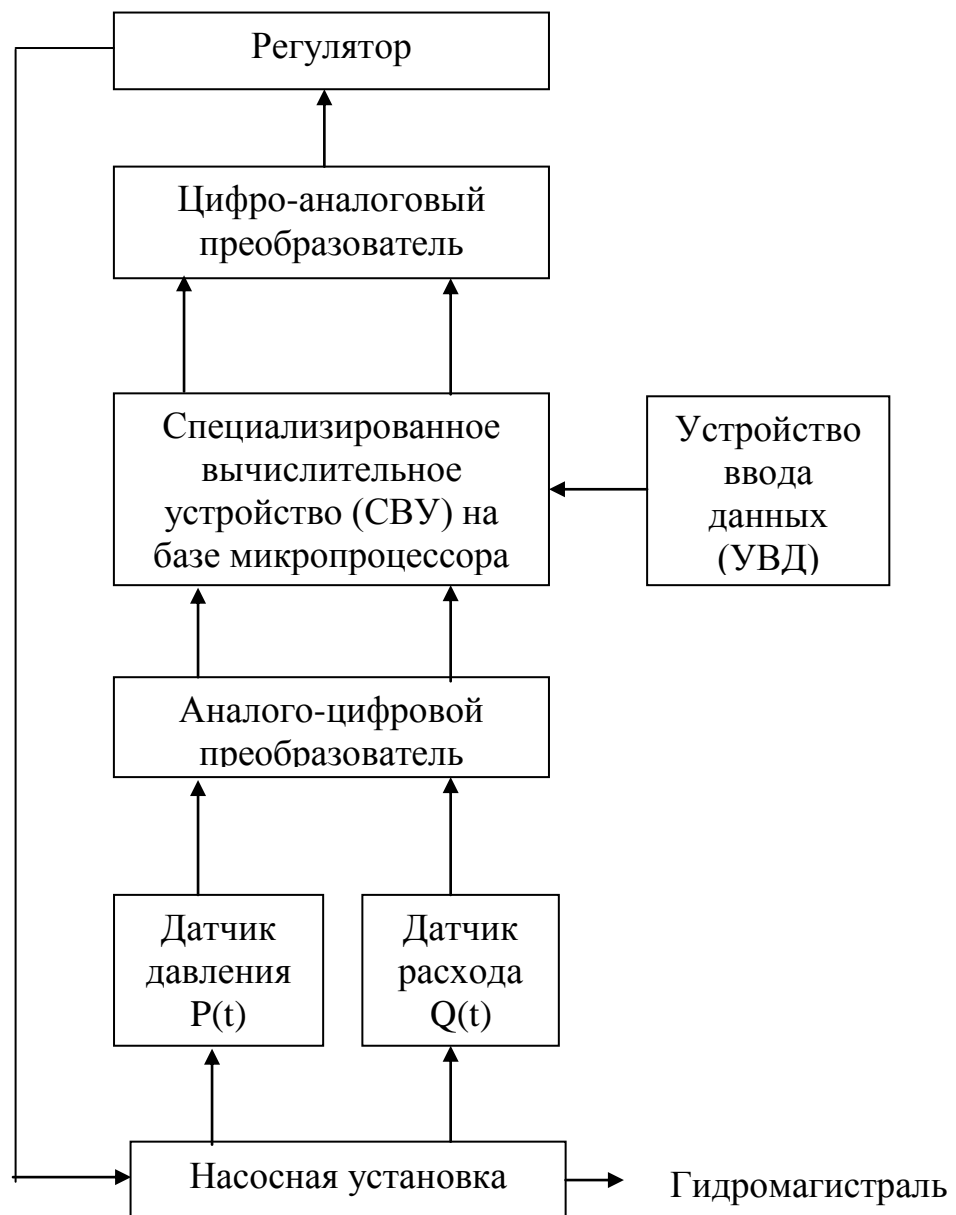 Регулятор
Цифро-аналоговый
преобразователь
Специализированное
вычислительное
устройство (СВУ) на
базе микропроцессора
Устройство
ввода
данных
(УВД)
Аналого-цифровой
преобразователь
Датчик
давления
P(t)
Датчик
расхода
Q(t)
Насосная установка
Гидромагистраль